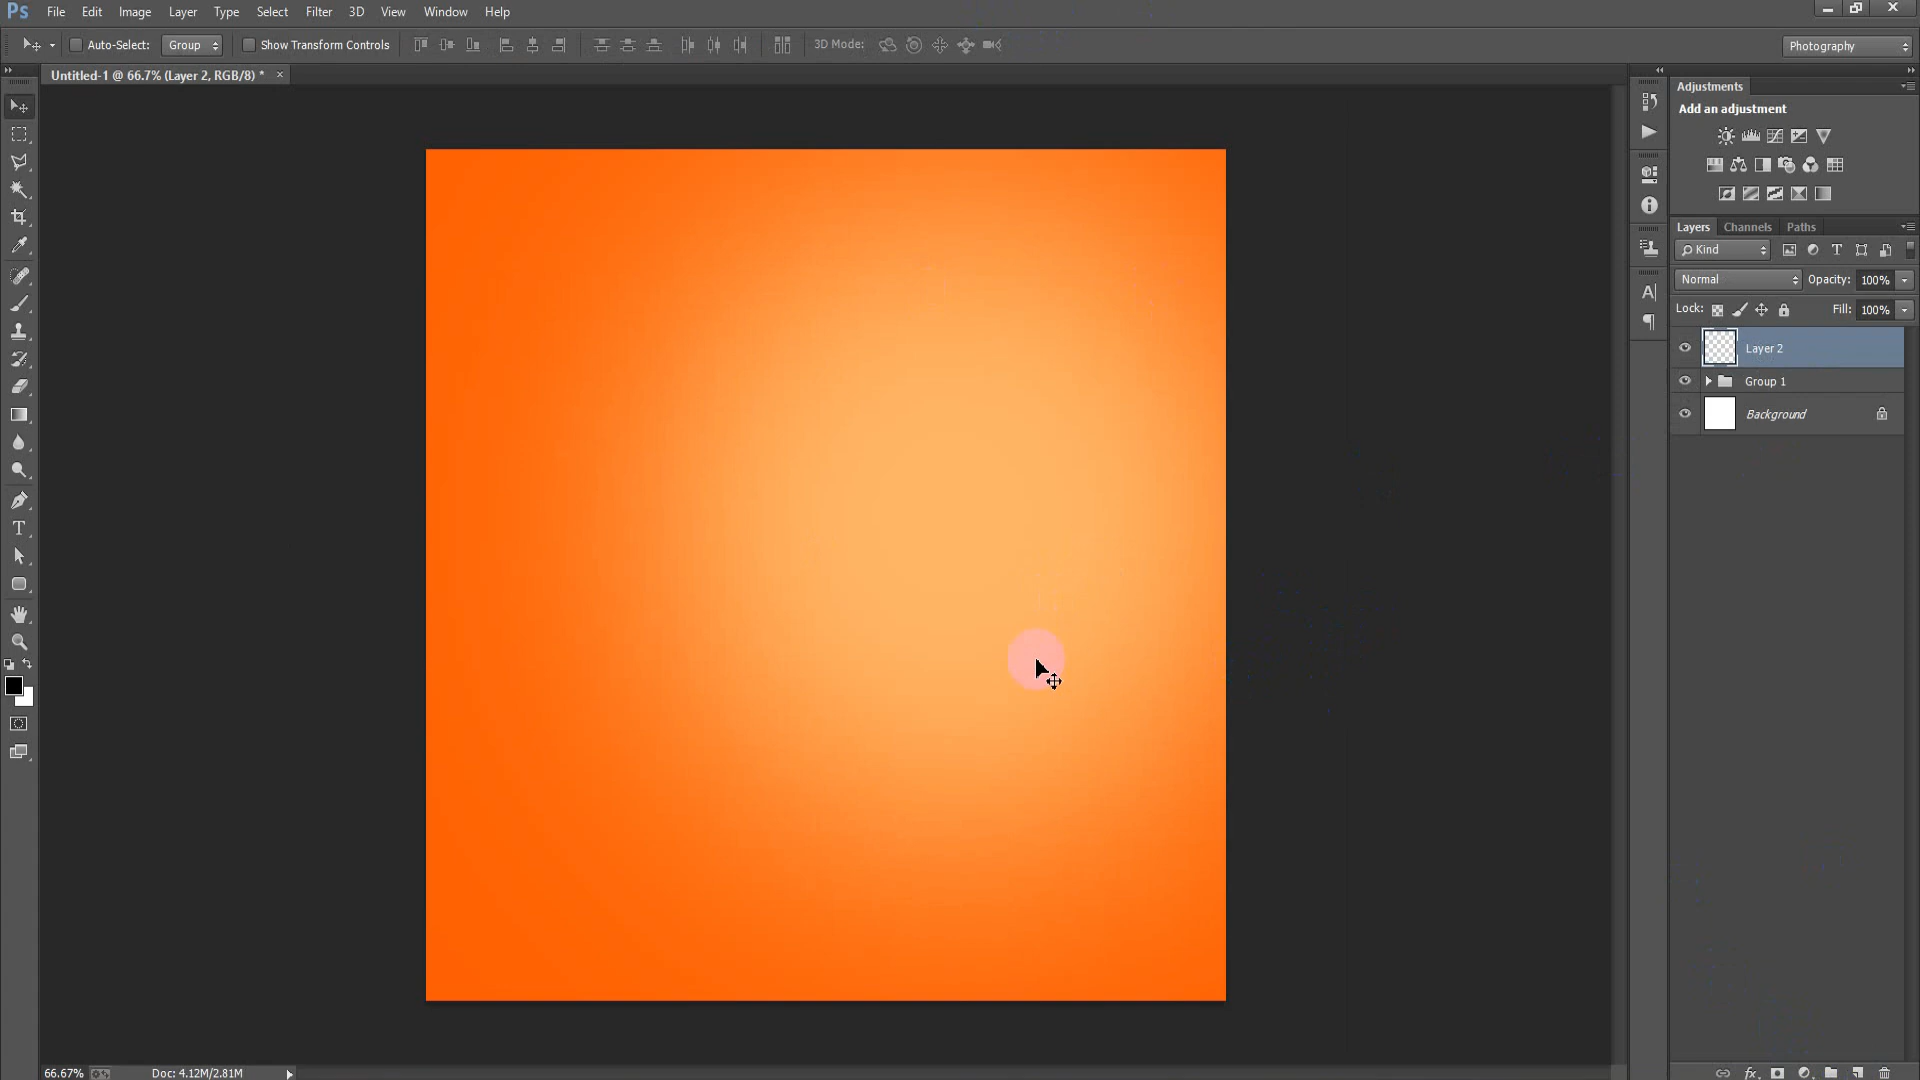 Ps File Edit Image Layer Type Select Filter 3D View Window Help
Auto-Select: Group Show Transform Controls 3D Mode: Photography
Untitled-1 @ 66.7% (Layer 2, RGB/8) * ×
Adjustments
Add an adjustment
Layers Channels Paths
Kind
Normal Opacity: 100%
Lock: Fill: 100%
Layer 2
Group 1
Background
66.67% Doc: 4.12M/2.81M